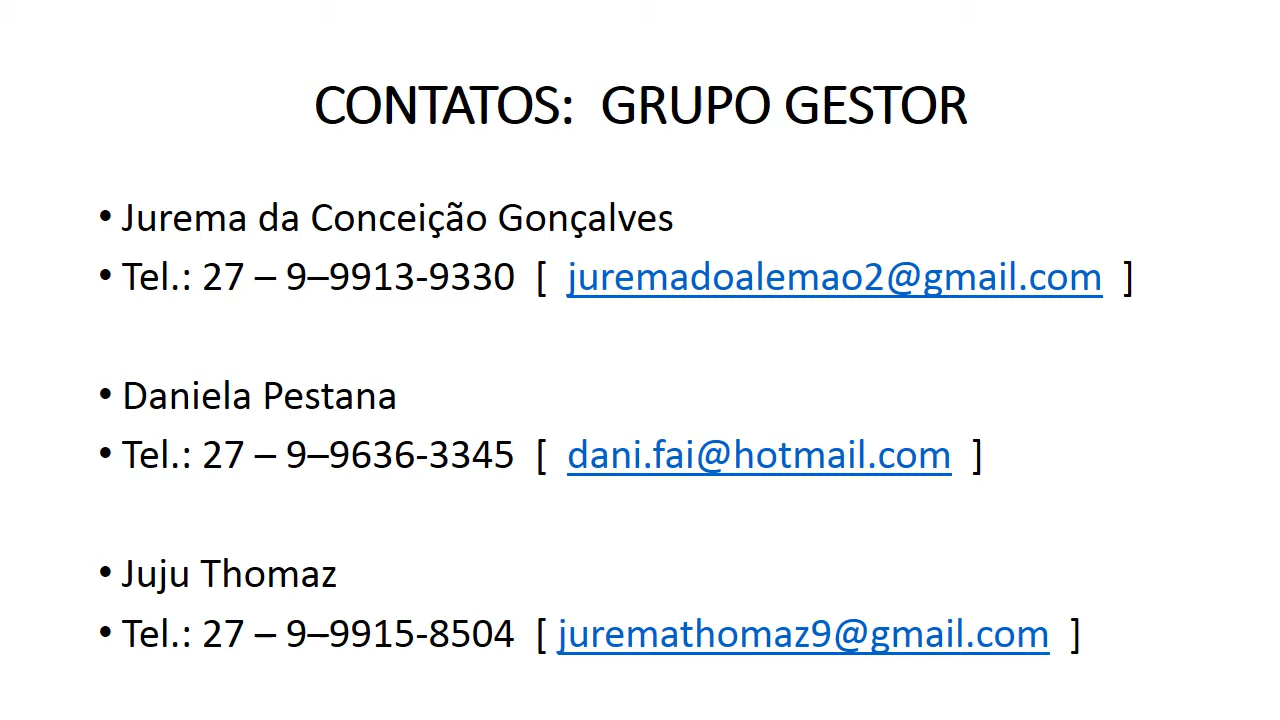 CONTATOS:  GRUPO GESTOR
• Jurema da Conceição Gonçalves
• Tel.: 27 – 9–9913-9330  [  juremadoalemao2@gmail.com  ]
• Daniela Pestana
• Tel.: 27 – 9–9636-3345  [  dani.fai@hotmail.com  ]
• Juju Thomaz
• Tel.: 27 – 9–9915-8504  [ juremathomaz9@gmail.com  ]